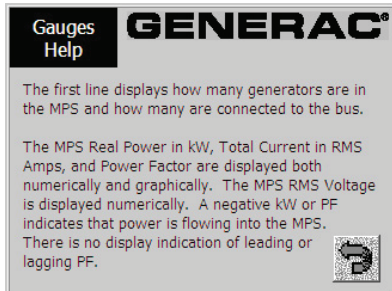 Gauges
Help
GENERAC®
The first line displays how many generators are in
the MPS and how many are connected to the bus.
The MPS Real Power in kW, Total Current in RMS
Amps, and Power Factor are displayed both
numerically and graphically.  The MPS RMS Voltage
is displayed numerically.  A negative kW or PF
indicates that power is flowing into the MPS.
There is no display indication of leading or
lagging PF.